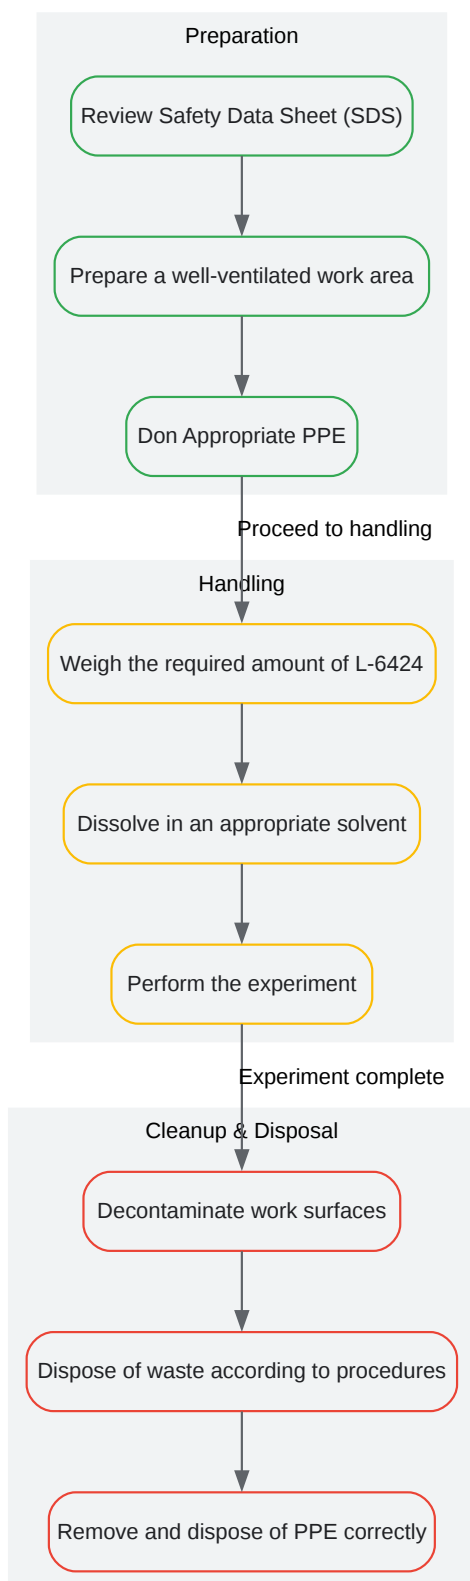 Preparation
Review Safety Data Sheet (SDS)
Prepare a well-ventilated work area
Don Appropriate PPE
Proceed to handling
Handling
Weigh the required amount of L-6424
Dissolve in an appropriate solvent
Perform the experiment
Experiment complete
Cleanup & Disposal
Decontaminate work surfaces
Dispose of waste according to procedures
Remove and dispose of PPE correctly